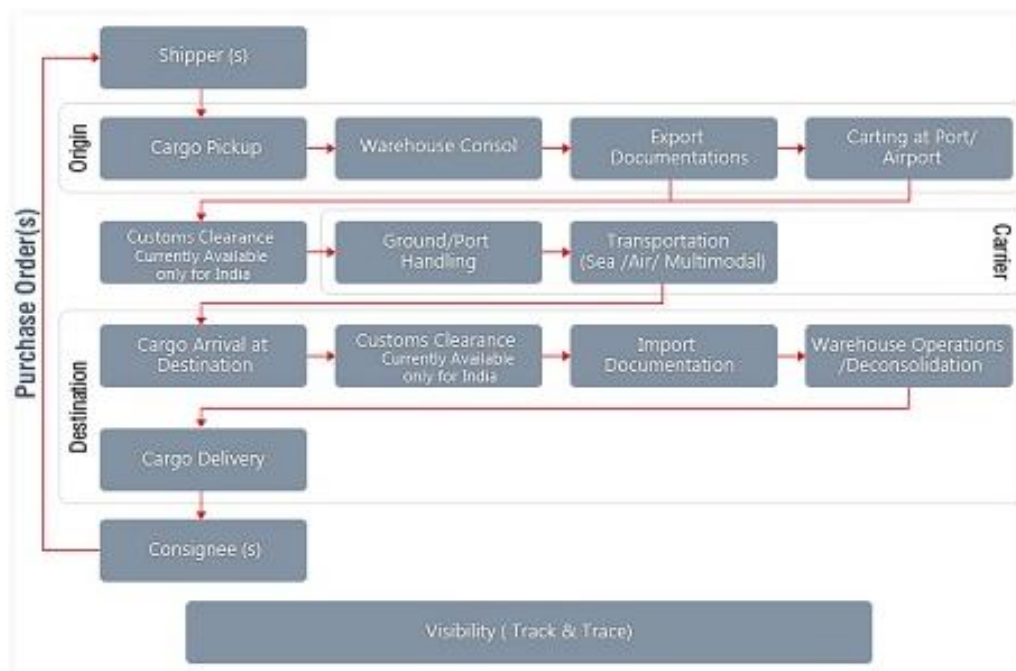 Shipper (s)
Origin
Cargo Pickup
Warehouse Consol
Export
Documentations
Carting at Port/
Airport
Customs Clearance
Currently Available
only for India
Ground/Port
Handling
Transportation
(Sea /Air/ Multimodal)
Carrier
Purchase Order(s)
Destination
Cargo Arrival at
Destination
Customs Clearance
Currently Available
only for India
Import
Documentation
Warehouse Operations
/Deconsolidation
Cargo Delivery
Consignee (s)
Visibility ( Track & Trace)